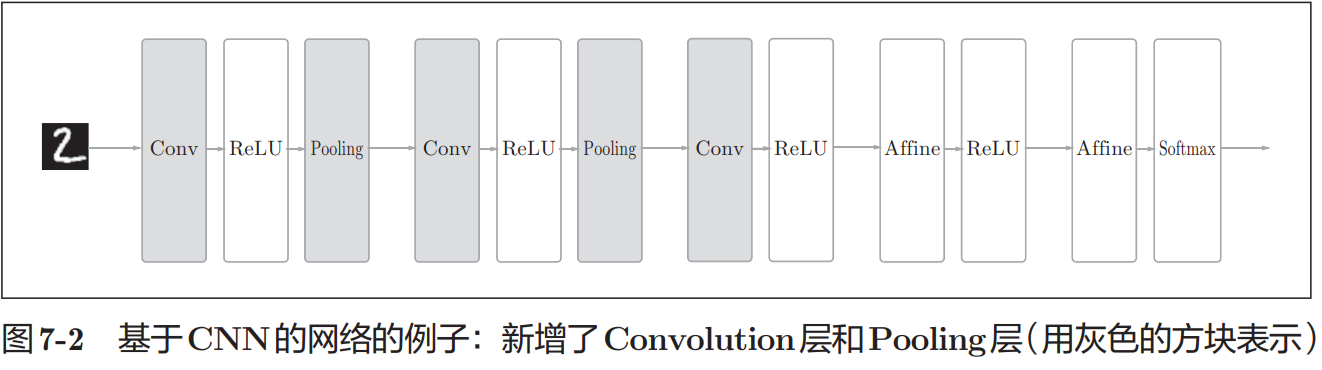 2 Conv ReLU Pooling Conv ReLU Pooling Conv ReLU Affine ReLU Affine Softmax
图7-2 基于CNN的网络的例子：新增了Convolution层和Pooling层（用灰色的方块表示）